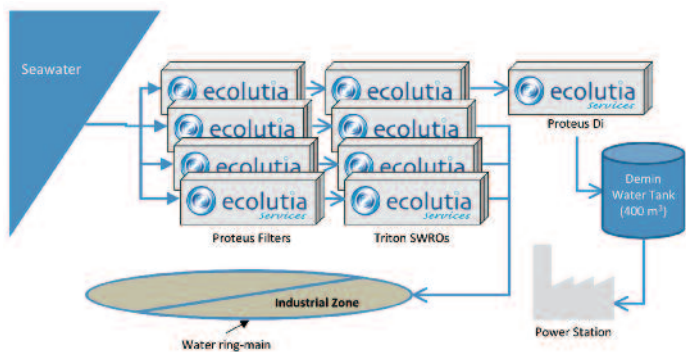 Seawater
ecolutia
ecolutia
ecolutia
Services
Proteus Di
ecolutia
ecolutia
ecolutia
ecolutia
ecolutia
Services
ecolutia
Services
Proteus Filters
Triton SWROs
Demin
Water Tank
(400 m³)
Industrial Zone
Water ring-main
Power Station